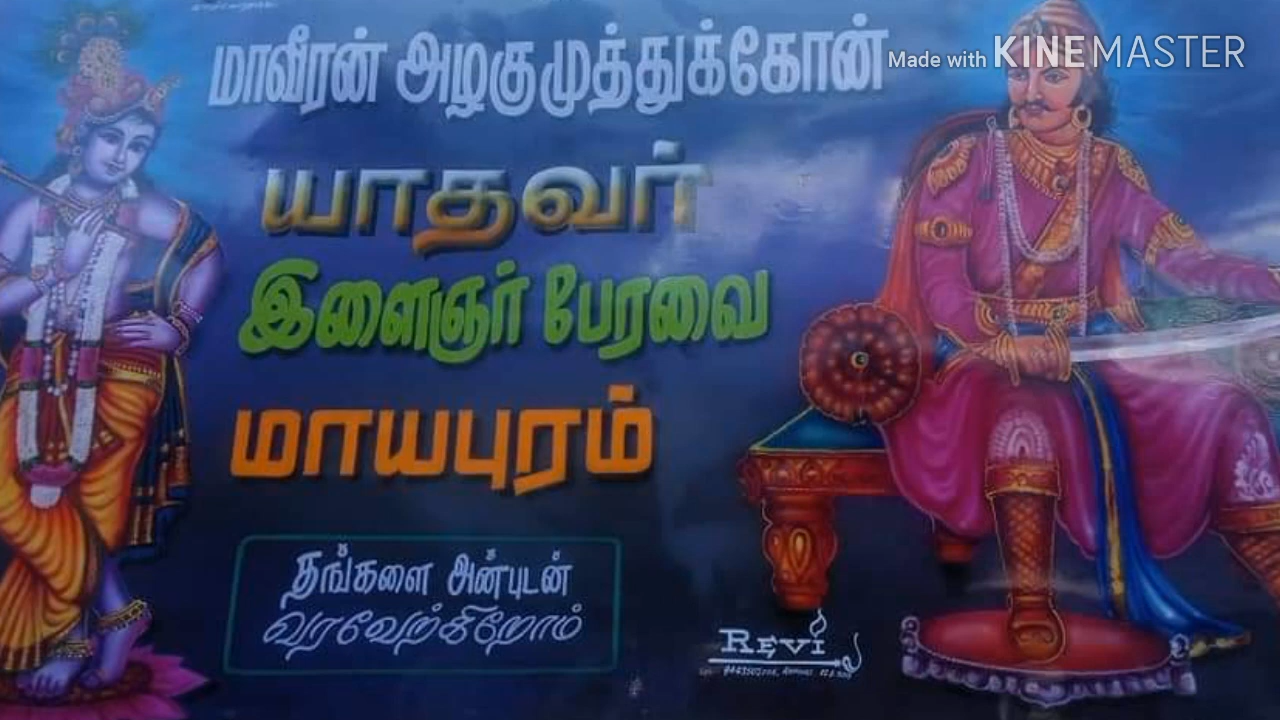 மாவீரன் அழகுமுத்துக்கோன்
Made with KINEMASTER
யாதவர்
இளைஞர் பேரவை
மாயபுரம்
தங்களை அன்புடன்
வரவேற்கிறோம்
REVI